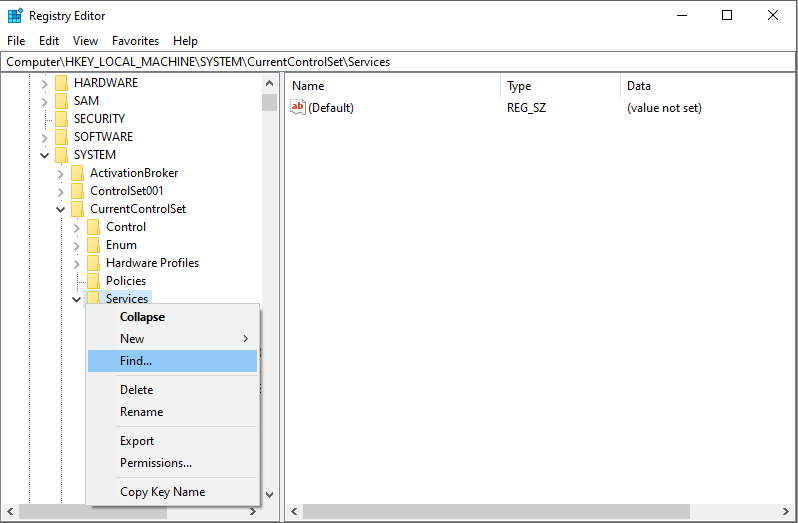 Registry Editor
File Edit View Favorites Help
Computer\HKEY_LOCAL_MACHINE\SYSTEM\CurrentControlSet\Services
HARDWARE
SAM
SECURITY
SOFTWARE
SYSTEM
ActivationBroker
ControlSet001
CurrentControlSet
Control
Enum
Hardware Profiles
Policies
Services
Collapse
New
Find...
Delete
Rename
Export
Permissions...
Copy Key Name
Name Type Data
ab (Default) REG_SZ (value not set)